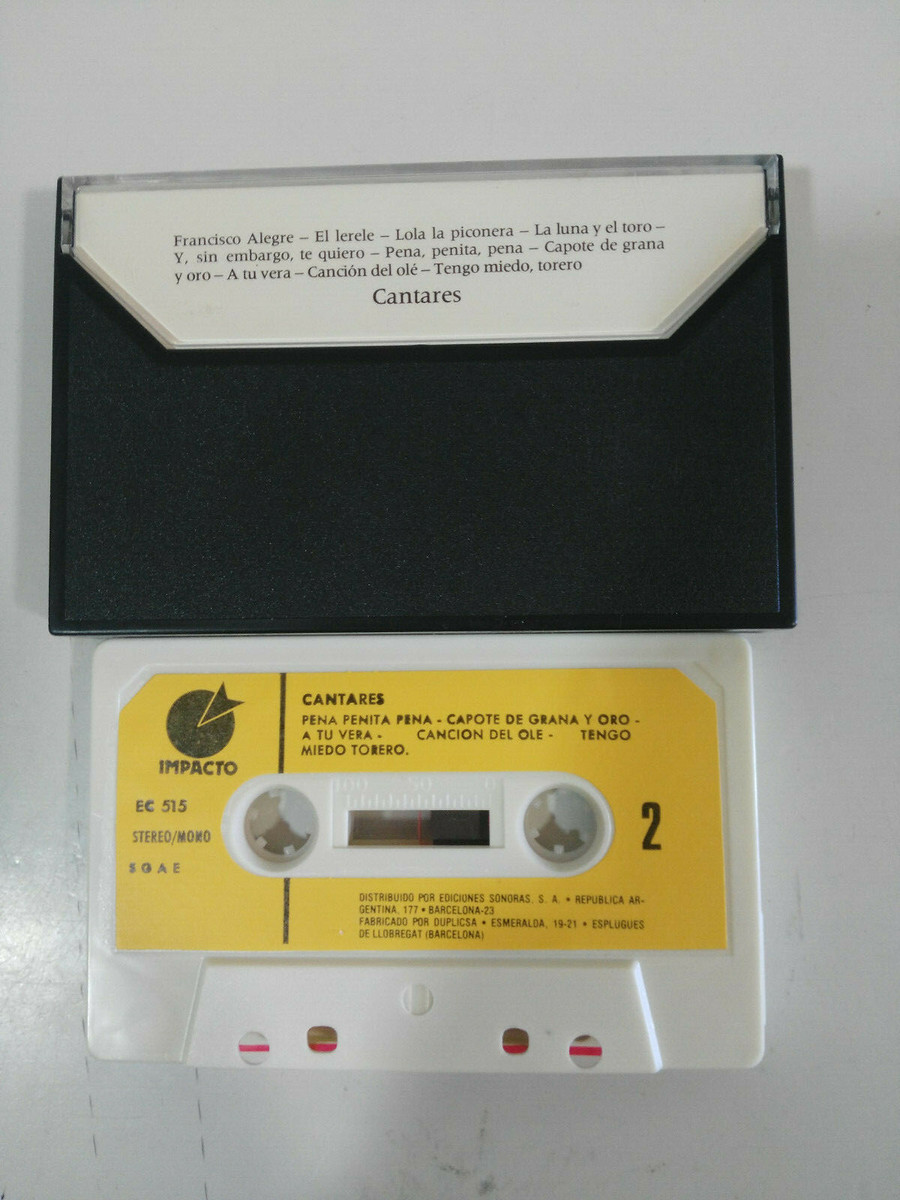 Francisco Alegre – El lerele – Lola la piconera – La luna y el toro –
Y, sin embargo, te quiero – Pena, penita, pena – Capote de grana
y oro – A tu vera – Canción del olé – Tengo miedo, torero
Cantares
CANTARES
PENA PENITA PENA - CAPOTE DE GRANA Y ORO -
A TU VERA - CANCION DEL OLE - TENGO
MIEDO TORERO.
IMPACTO
EC 515
STEREO/MONO
S G A E
100 50 0
2
DISTRIBUIDO POR EDICIONES SONORAS, S. A. • REPUBLICA AR-
GENTINA, 177 • BARCELONA-23
FABRICADO POR DUPLICSA • ESMERALDA, 19-21 • ESPLUGUES
DE LLOBREGAT (BARCELONA)